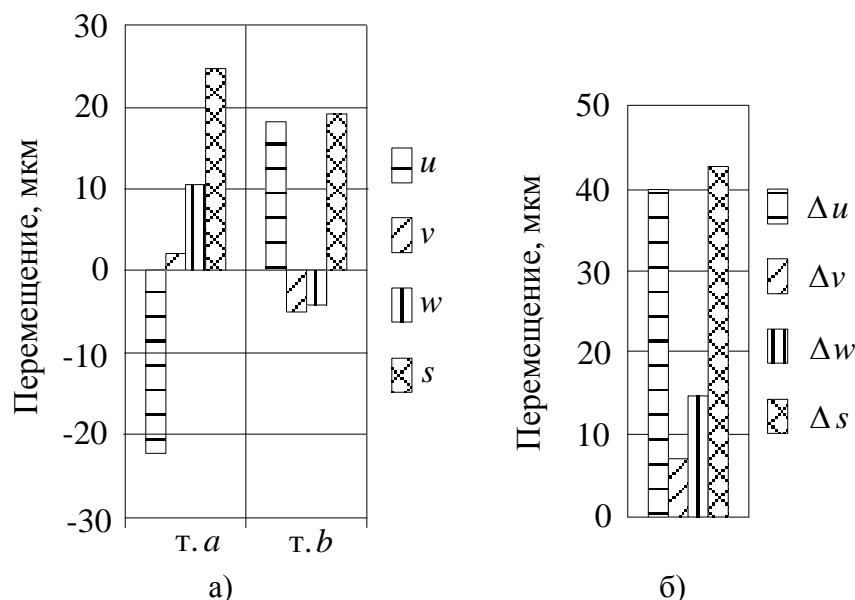 Перемещение, мкм
30
20
10
0
-10
-20
-30
т. a
т. b
u
v
w
s
а)
Перемещение, мкм
50
40
30
20
10
0
Δu
Δv
Δw
Δs
б)